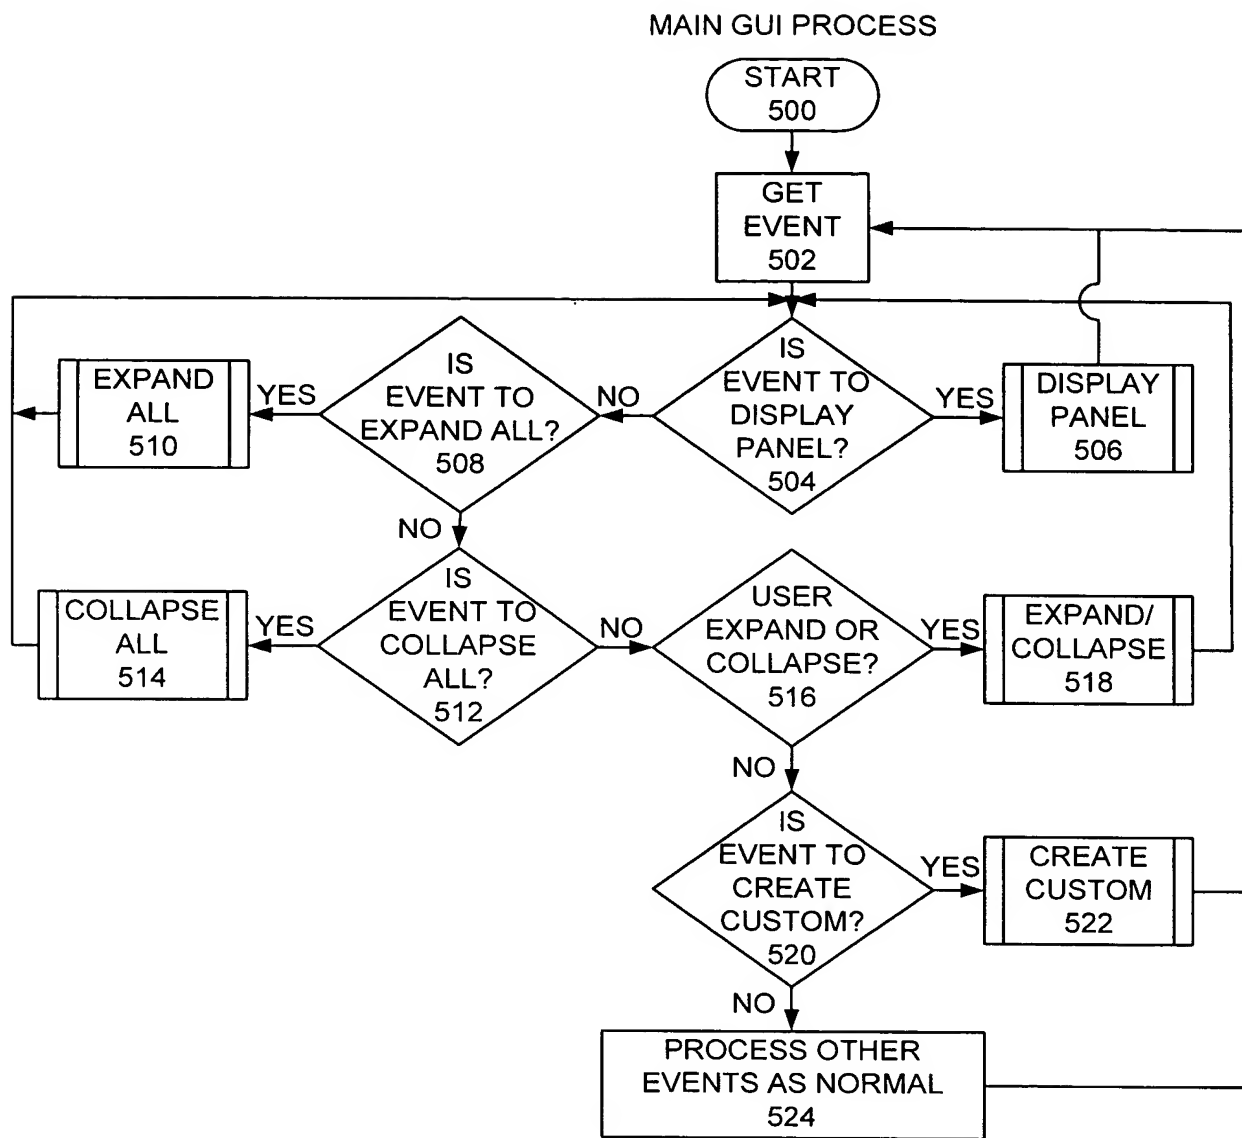 MAIN GUI PROCESS
START
500
GET
EVENT
502
IS
EVENT TO
DISPLAY
PANEL?
504
YES
DISPLAY
PANEL
506
NO
IS
EVENT TO
EXPAND ALL?
508
YES
EXPAND
ALL
510
NO
IS
EVENT TO
COLLAPSE
ALL?
512
YES
COLLAPSE
ALL
514
NO
USER
EXPAND OR
COLLAPSE?
516
YES
EXPAND/
COLLAPSE
518
NO
IS
EVENT TO
CREATE
CUSTOM?
520
YES
CREATE
CUSTOM
522
NO
PROCESS OTHER
EVENTS AS NORMAL
524